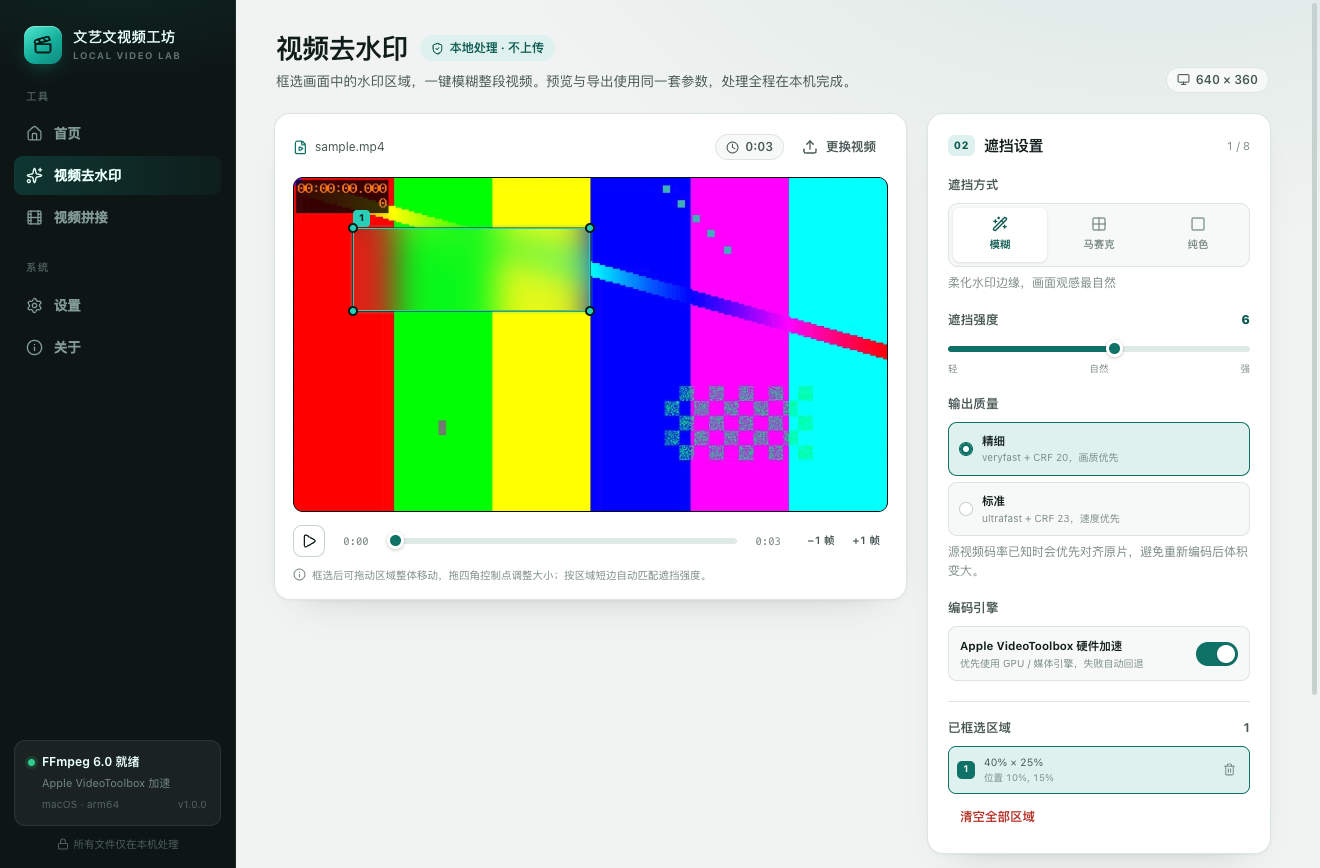 文艺文视频工坊
LOCAL VIDEO LAB
工具
首页
视频去水印
视频拼接
系统
设置
关于
FFmpeg 6.0 就绪
Apple VideoToolbox 加速
macOS · arm64 v1.0.0
所有文件仅在本机处理
视频去水印 本地处理 · 不上传
框选画面中的水印区域，一键模糊整段视频。预览与导出使用同一套参数，处理全程在本机完成。
640 × 360
sample.mp4 0:03 更换视频
00:00:00.000
0
1
0:00 0:03 −1 帧 +1 帧
框选后可拖动区域整体移动，拖四角控制点调整大小；按区域短边自动匹配遮挡强度。
02 遮挡设置 1 / 8
遮挡方式
模糊 马赛克 纯色
柔化水印边缘，画面观感最自然
遮挡强度 6
轻 自然 强
输出质量
精细
veryfast + CRF 20，画质优先
标准
ultrafast + CRF 23，速度优先
源视频码率已知时会优先对齐原片，避免重新编码后体积
变大。
编码引擎
Apple VideoToolbox 硬件加速
优先使用 GPU / 媒体引擎，失败自动回退
已框选区域 1
1 40% × 25%
位置 10%, 15%
清空全部区域